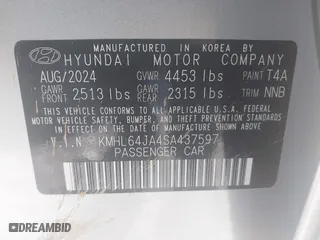 MANUFACTURED IN KOREA BY
HYUNDAI MOTOR COMPANY
AUG/2024 GVWR 4453 lbs PAINT T4A
GAWR FRONT 2513 lbs GAWR REAR 2315 lbs TRIM NNB
THIS VEHICLE CONFORMS TO ALL APPLICABLE U.S.
FEDERAL MOTOR VEHICLE SAFETY, BUMPER, AND THEFT
PREVENTION STANDARDS IN EFFECT ON THE DATE OF
MANUFACTURE SHOWN ABOVE.
V.I.N KMHL64JA4SA437597
PASSENGER CAR
DEALERSHIP.COM